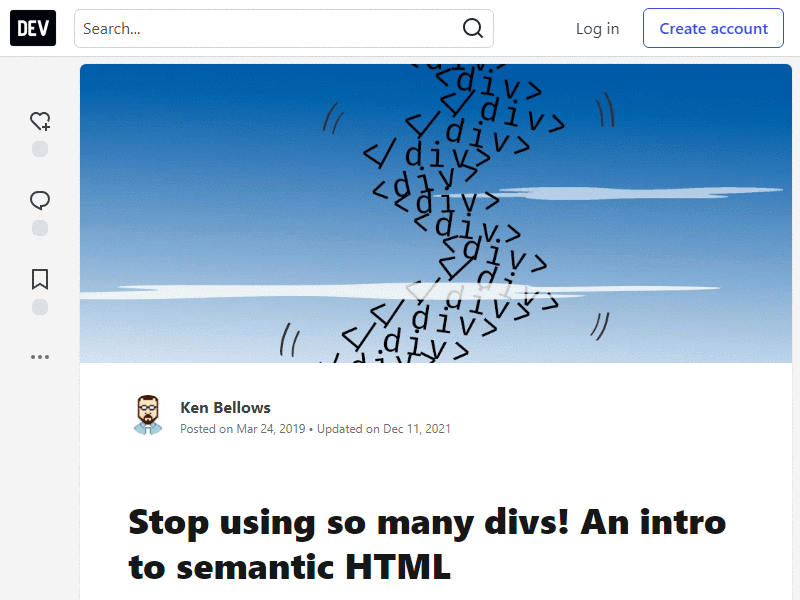 DEV
Search...
Log in
Create account
<div>
<div>
</div>
</div>
</div>
<div>
<div>
<div>
<div>
</div>
</div>
</div>
</div>
Ken Bellows
Posted on Mar 24, 2019 • Updated on Dec 11, 2021
Stop using so many divs! An intro
to semantic HTML